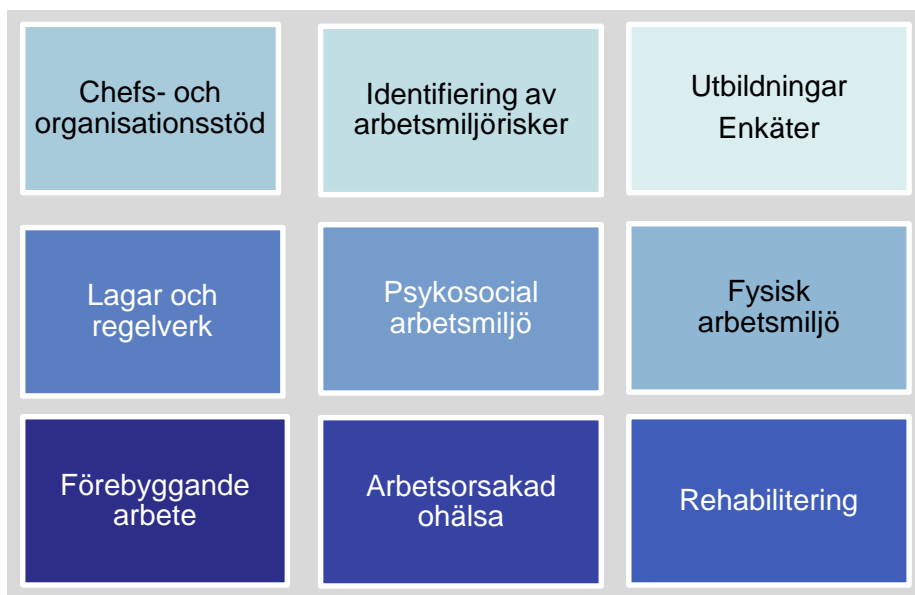 Chefs- och
organisationsstöd
Identifiering av
arbetsmiljörisker
Utbildningar
Enkäter
Lagar och
regelverk
Psykosocial
arbetsmiljö
Fysisk
arbetsmiljö
Förebyggande
arbete
Arbetsorsakad
ohälsa
Rehabilitering